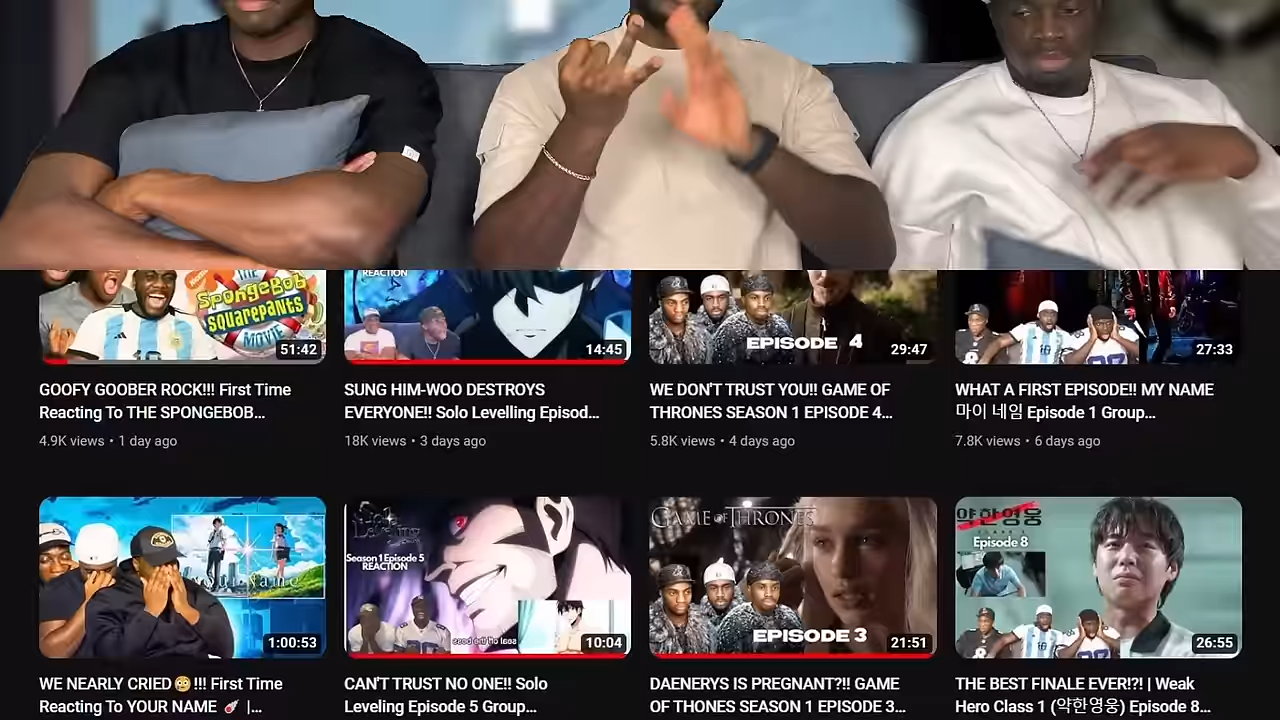 THE
SpongeBob
SQUAREPANTS
MOVIE
51:42
REACTION
14:45
EPISODE 4
29:47
27:33
GOOFY GOOBER ROCK!!! First Time
Reacting To THE SPONGEBOB...
4.9K views • 1 day ago
SUNG HIM-WOO DESTROYS
EVERYONE!! Solo Levelling Episod...
18K views • 3 days ago
WE DON'T TRUST YOU!! GAME OF
THRONES SEASON 1 EPISODE 4...
5.8K views • 4 days ago
WHAT A FIRST EPISODE!! MY NAME
마이 네임 Episode 1 Group...
7.8K views • 6 days ago
your Name
1:00:53
Solo
Leveling
Season 1 Episode 5
REACTION
10:04
GAME OF THRONES
EPISODE 3
21:51
약한영웅
Episode 8
26:55
WE NEARLY CRIED😳!!! First Time
Reacting To YOUR NAME ☄️ |...
CAN'T TRUST NO ONE!! Solo
Leveling Episode 5 Group...
DAENERYS IS PREGNANT?!! GAME
OF THONES SEASON 1 EPISODE 3...
THE BEST FINALE EVER!?! | Weak
Hero Class 1 (약한영웅) Episode 8...